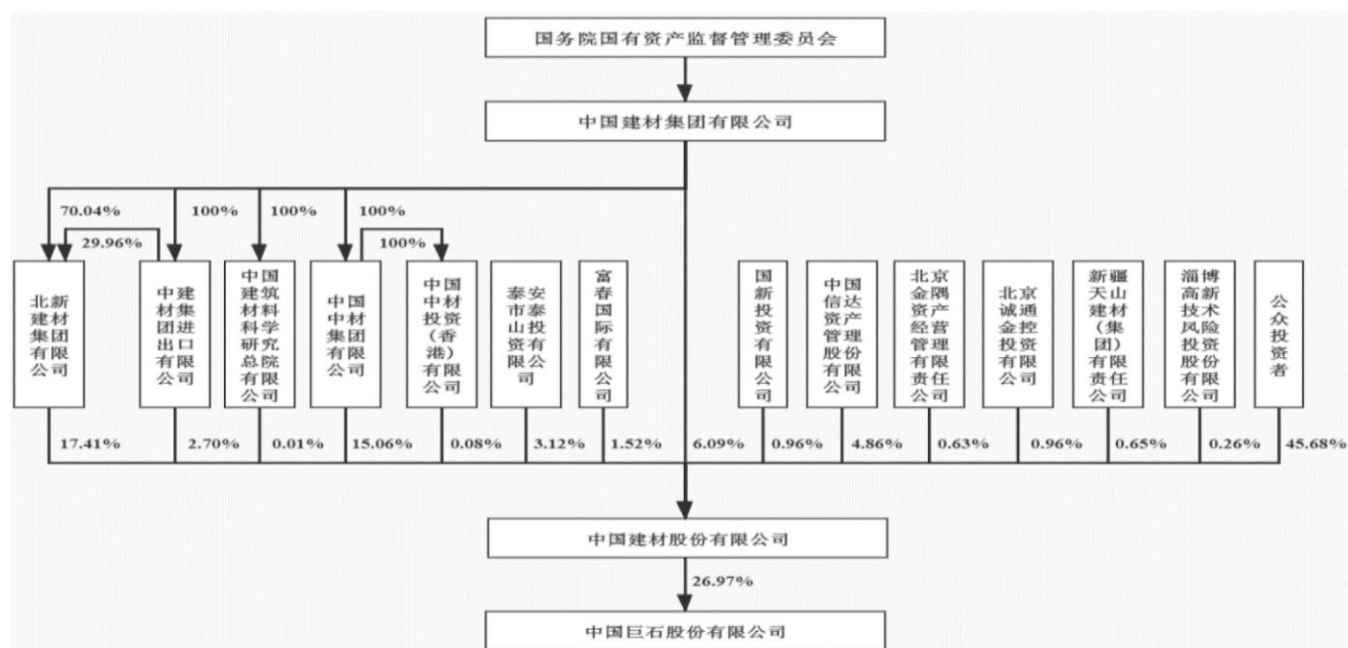 国务院国有资产监督管理委员会
中国建材集团有限公司
70.04%
100%
100%
100%
29.96%
100%
北新建材集团有限公司
中建材集团进出口有限公司
中国建筑材料科学研究总院有限公司
中国中材集团有限公司
中国中材投资（香港）有限公司
泰安市泰山投资有限公司
富春国际有限公司
国新投资有限公司
中国信达资产管理股份有限公司
北京金隅资产经营管理有限责任公司
北京诚通金控投资有限公司
新疆天山建材（集团）有限责任公司
淄博高新技术风险投资股份有限公司
公众投资者
17.41%
2.70%
0.01%
15.06%
0.08%
3.12%
1.52%
6.09%
0.96%
4.86%
0.63%
0.96%
0.65%
0.26%
45.68%
中国建材股份有限公司
26.97%
中国巨石股份有限公司